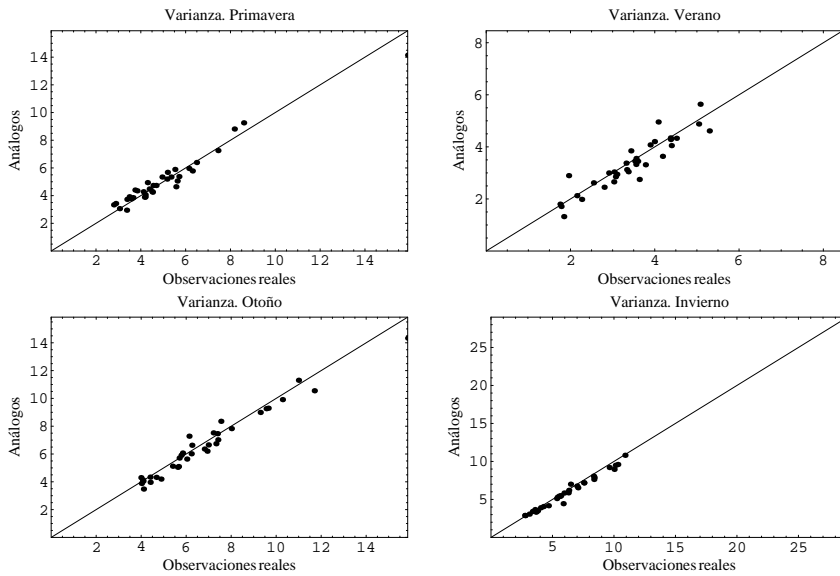 Varianza. Primavera
14
12
10
8
6
4
2
Análogos
2 4 6 8 10 12 14
Observaciones reales
Varianza. Verano
8
6
4
2
Análogos
2 4 6 8
Observaciones reales
Varianza. Otoño
14
12
10
8
6
4
2
Análogos
2 4 6 8 10 12 14
Observaciones reales
Varianza. Invierno
25
20
15
10
5
Análogos
5 10 15 20 25
Observaciones reales